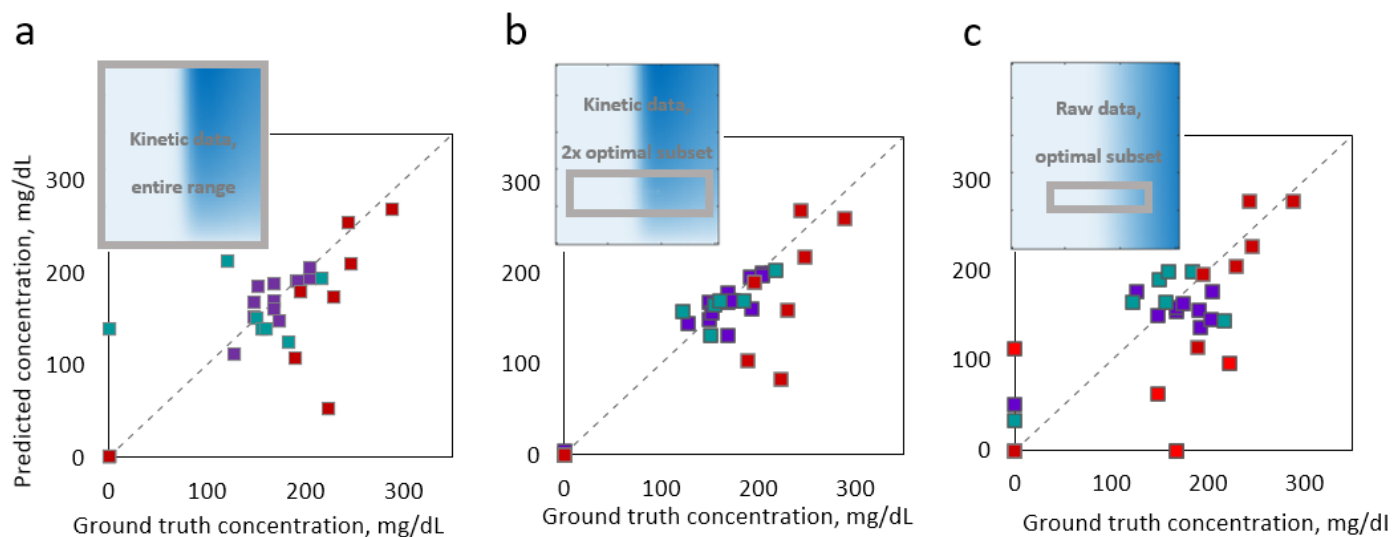 a
b
c
Kinetic data,
entire range
Kinetic data,
2x optimal subset
Raw data,
optimal subset
Predicted concentration, mg/dL
300
200
100
0
300
200
100
0
300
200
100
0
0 100 200 300
0 100 200 300
0 100 200 300
Ground truth concentration, mg/dL
Ground truth concentration, mg/dL
Ground truth concentration, mg/dl